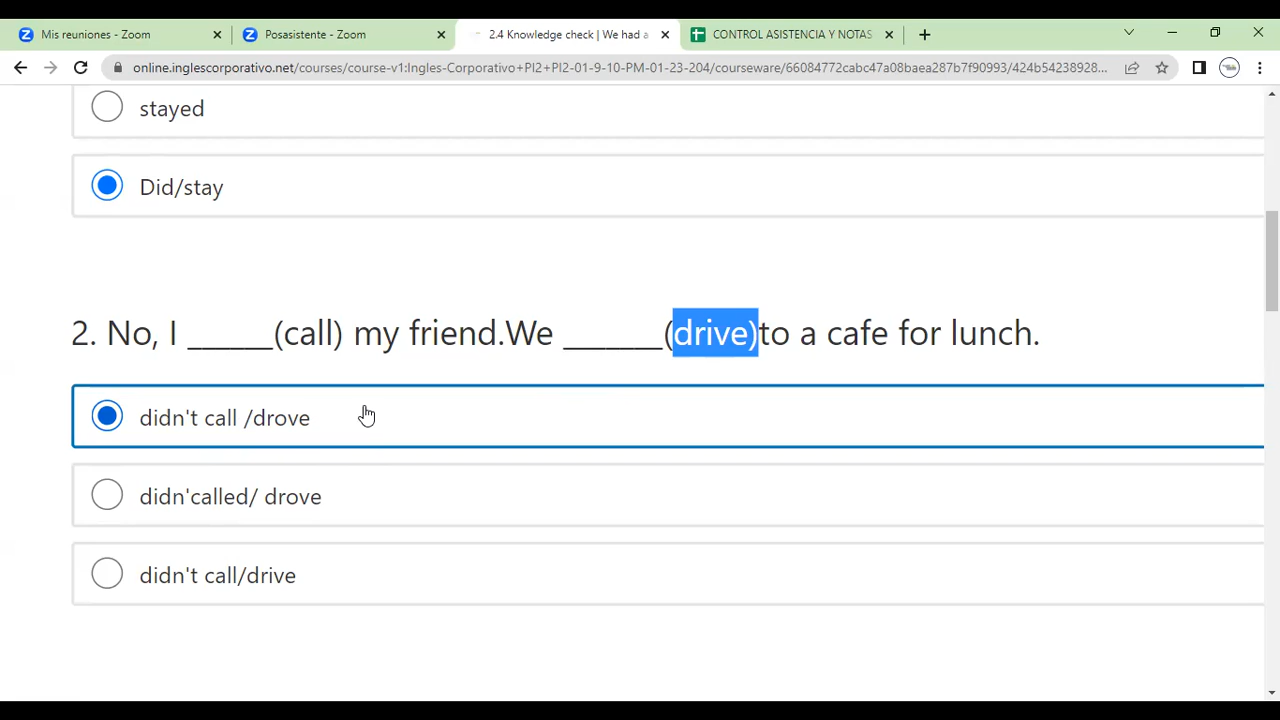 Mis reuniones - Zoom
Posasistente - Zoom
2.4 Knowledge check | We had a
CONTROL ASISTENCIA Y NOTAS
online.inglescorporativo.net/courses/course-v1:Ingles-Corporativo+PI2+PI2-01-9-10-PM-01-23-204/courseware/66084772cabc47a08baea287b7f90993/424b54238928...
stayed
Did/stay
2. No, I ______(call) my friend.We _______(drive)to a cafe for lunch.
didn't call /drove
didn'called/ drove
didn't call/drive